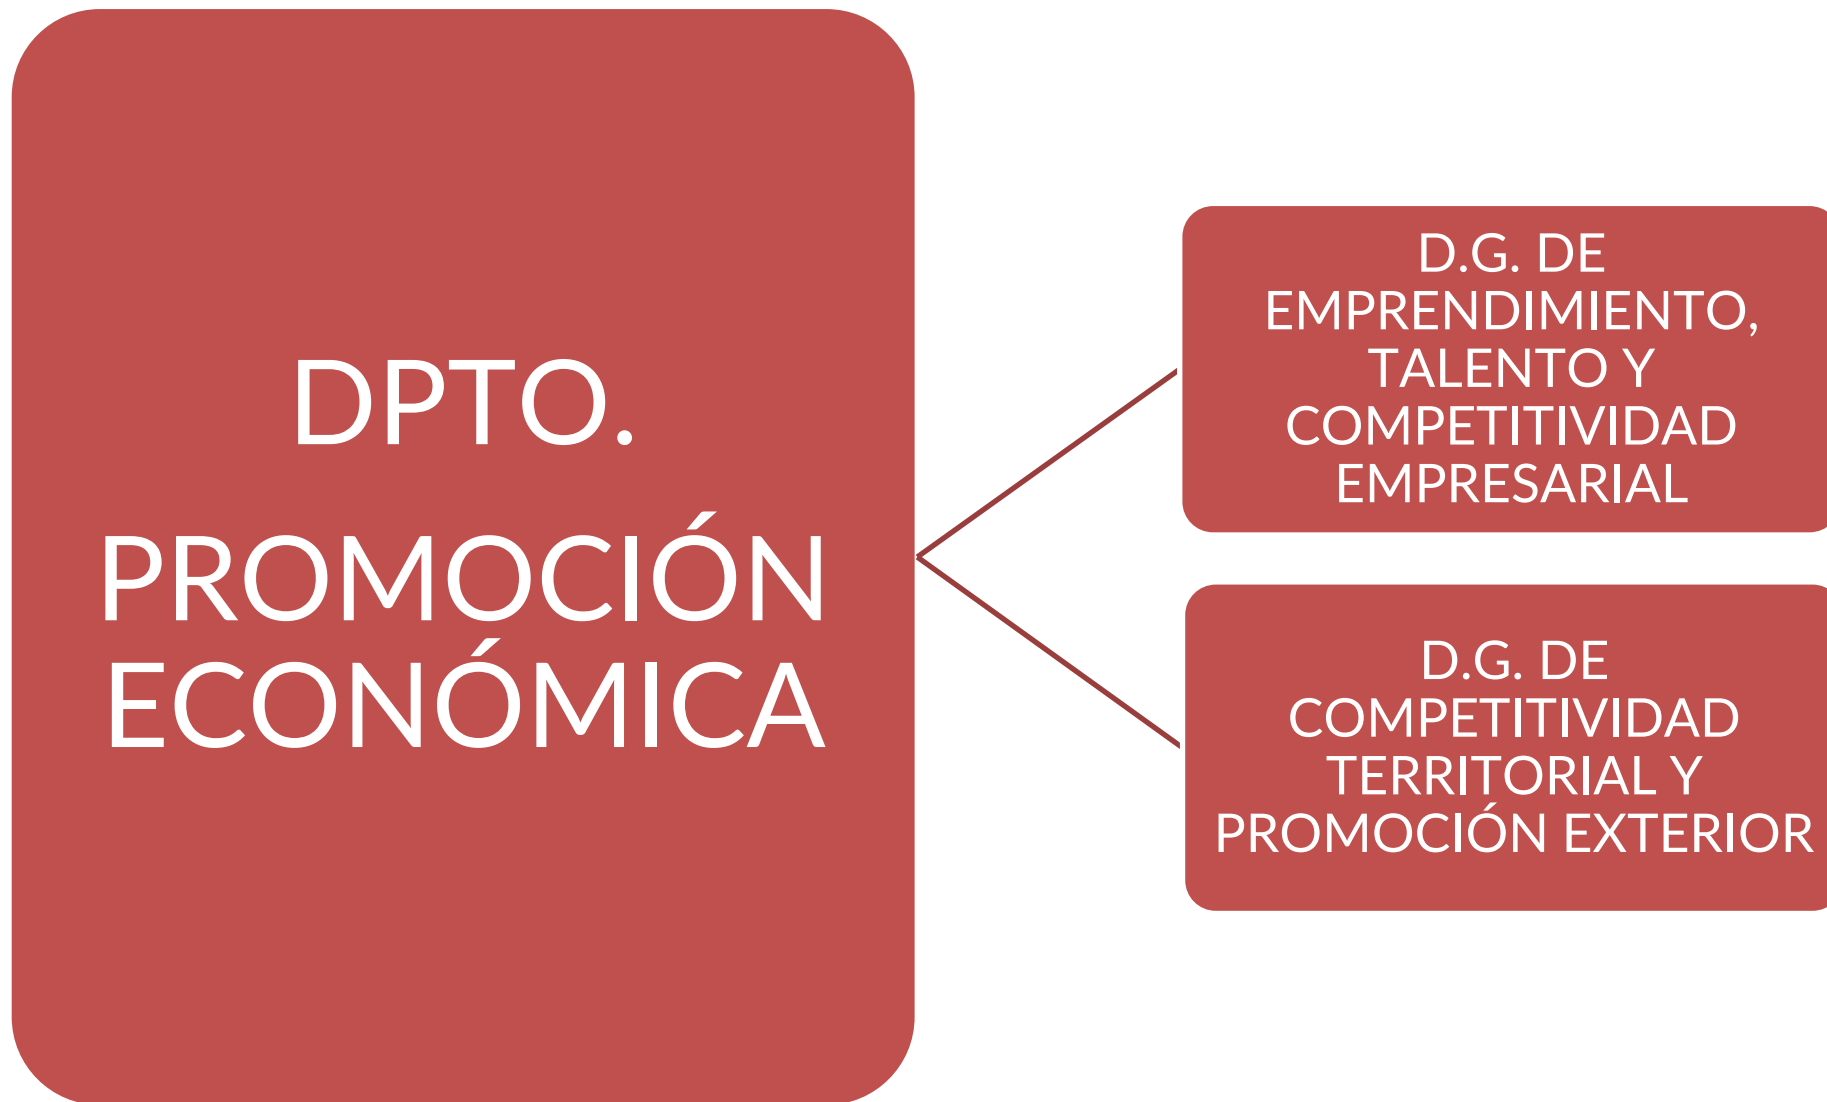 DPTO.
PROMOCIÓN
ECONÓMICA
D.G. DE
EMPRENDIMIENTO,
TALENTO Y
COMPETITIVIDAD
EMPRESARIAL
D.G. DE
COMPETITIVIDAD
TERRITORIAL Y
PROMOCIÓN EXTERIOR